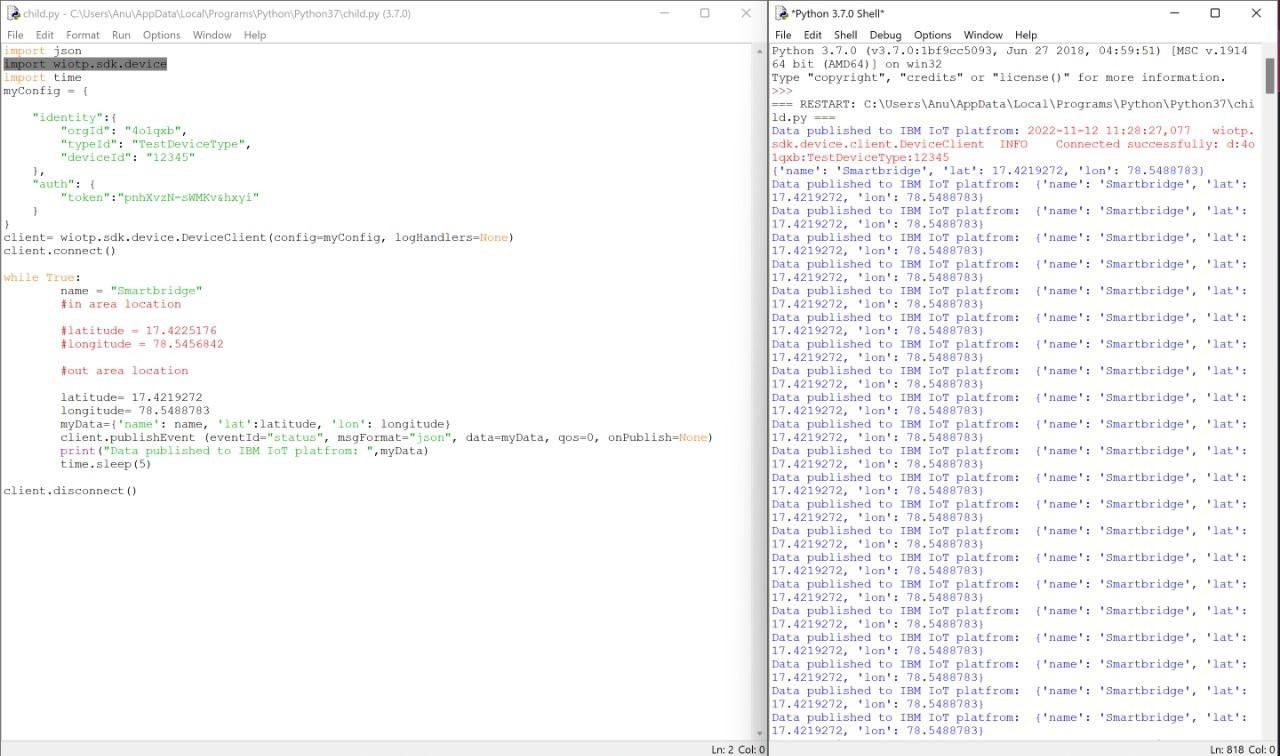 child.py - C:\Users\Anu\AppData\Local\Programs\Python\Python37\child.py (3.7.0)
File Edit Format Run Options Window Help
import json
import wiotp.sdk.device
import time
myConfig = {
"identity":{
"orgId": "4o1qxb",
"typeId": "TestDeviceType",
"deviceId": "12345"
},
"auth": {
"token":"pnhXvzN-sWMKv&hxyi"
}
}
client= wiotp.sdk.device.DeviceClient(config=myConfig, logHandlers=None)
client.connect()
while True:
name = "Smartbridge"
#in area location
#latitude = 17.4225176
#longitude = 78.5456842
#out area location
latitude= 17.4219272
longitude= 78.5488783
myData={'name': name, 'lat':latitude, 'lon': longitude}
client.publishEvent (eventId="status", msgFormat="json", data=myData, qos=0, onPublish=None)
print("Data published to IBM IoT platfrom: ",myData)
time.sleep(5)
client.disconnect()
Ln: 2 Col: 0
*Python 3.7.0 Shell*
File Edit Shell Debug Options Window Help
Python 3.7.0 (v3.7.0:1bf9cc5093, Jun 27 2018, 04:59:51) [MSC v.1914
64 bit (AMD64)] on win32
Type "copyright", "credits" or "license()" for more information.
>>>
=== RESTART: C:\Users\Anu\AppData\Local\Programs\Python\Python37\chi
ld.py ===
Data published to IBM IoT platfrom: 2022-11-12 11:28:27,077 wiotp.
sdk.device.client.DeviceClient INFO Connected successfully: d:4o
1qxb:TestDeviceType:12345
{'name': 'Smartbridge', 'lat': 17.4219272, 'lon': 78.5488783}
Data published to IBM IoT platfrom: {'name': 'Smartbridge', 'lat':
17.4219272, 'lon': 78.5488783}
Data published to IBM IoT platfrom: {'name': 'Smartbridge', 'lat':
17.4219272, 'lon': 78.5488783}
Data published to IBM IoT platfrom: {'name': 'Smartbridge', 'lat':
17.4219272, 'lon': 78.5488783}
Data published to IBM IoT platfrom: {'name': 'Smartbridge', 'lat':
17.4219272, 'lon': 78.5488783}
Data published to IBM IoT platfrom: {'name': 'Smartbridge', 'lat':
17.4219272, 'lon': 78.5488783}
Data published to IBM IoT platfrom: {'name': 'Smartbridge', 'lat':
17.4219272, 'lon': 78.5488783}
Data published to IBM IoT platfrom: {'name': 'Smartbridge', 'lat':
17.4219272, 'lon': 78.5488783}
Data published to IBM IoT platfrom: {'name': 'Smartbridge', 'lat':
17.4219272, 'lon': 78.5488783}
Data published to IBM IoT platfrom: {'name': 'Smartbridge', 'lat':
17.4219272, 'lon': 78.5488783}
Data published to IBM IoT platfrom: {'name': 'Smartbridge', 'lat':
17.4219272, 'lon': 78.5488783}
Data published to IBM IoT platfrom: {'name': 'Smartbridge', 'lat':
17.4219272, 'lon': 78.5488783}
Data published to IBM IoT platfrom: {'name': 'Smartbridge', 'lat':
17.4219272, 'lon': 78.5488783}
Data published to IBM IoT platfrom: {'name': 'Smartbridge', 'lat':
17.4219272, 'lon': 78.5488783}
Data published to IBM IoT platfrom: {'name': 'Smartbridge', 'lat':
17.4219272, 'lon': 78.5488783}
Data published to IBM IoT platfrom: {'name': 'Smartbridge', 'lat':
17.4219272, 'lon': 78.5488783}
Data published to IBM IoT platfrom: {'name': 'Smartbridge', 'lat':
17.4219272, 'lon': 78.5488783}
Data published to IBM IoT platfrom: {'name': 'Smartbridge', 'lat':
17.4219272, 'lon': 78.5488783}
Data published to IBM IoT platfrom: {'name': 'Smartbridge', 'lat':
17.4219272, 'lon': 78.5488783}
Data published to IBM IoT platfrom: {'name': 'Smartbridge', 'lat':
17.4219272, 'lon': 78.5488783}
Data published to IBM IoT platfrom: {'name': 'Smartbridge', 'lat':
17.4219272, 'lon': 78.5488783}
Data published to IBM IoT platfrom: {'name': 'Smartbridge', 'lat':
17.4219272, 'lon': 78.5488783}
Ln: 818 Col: 0